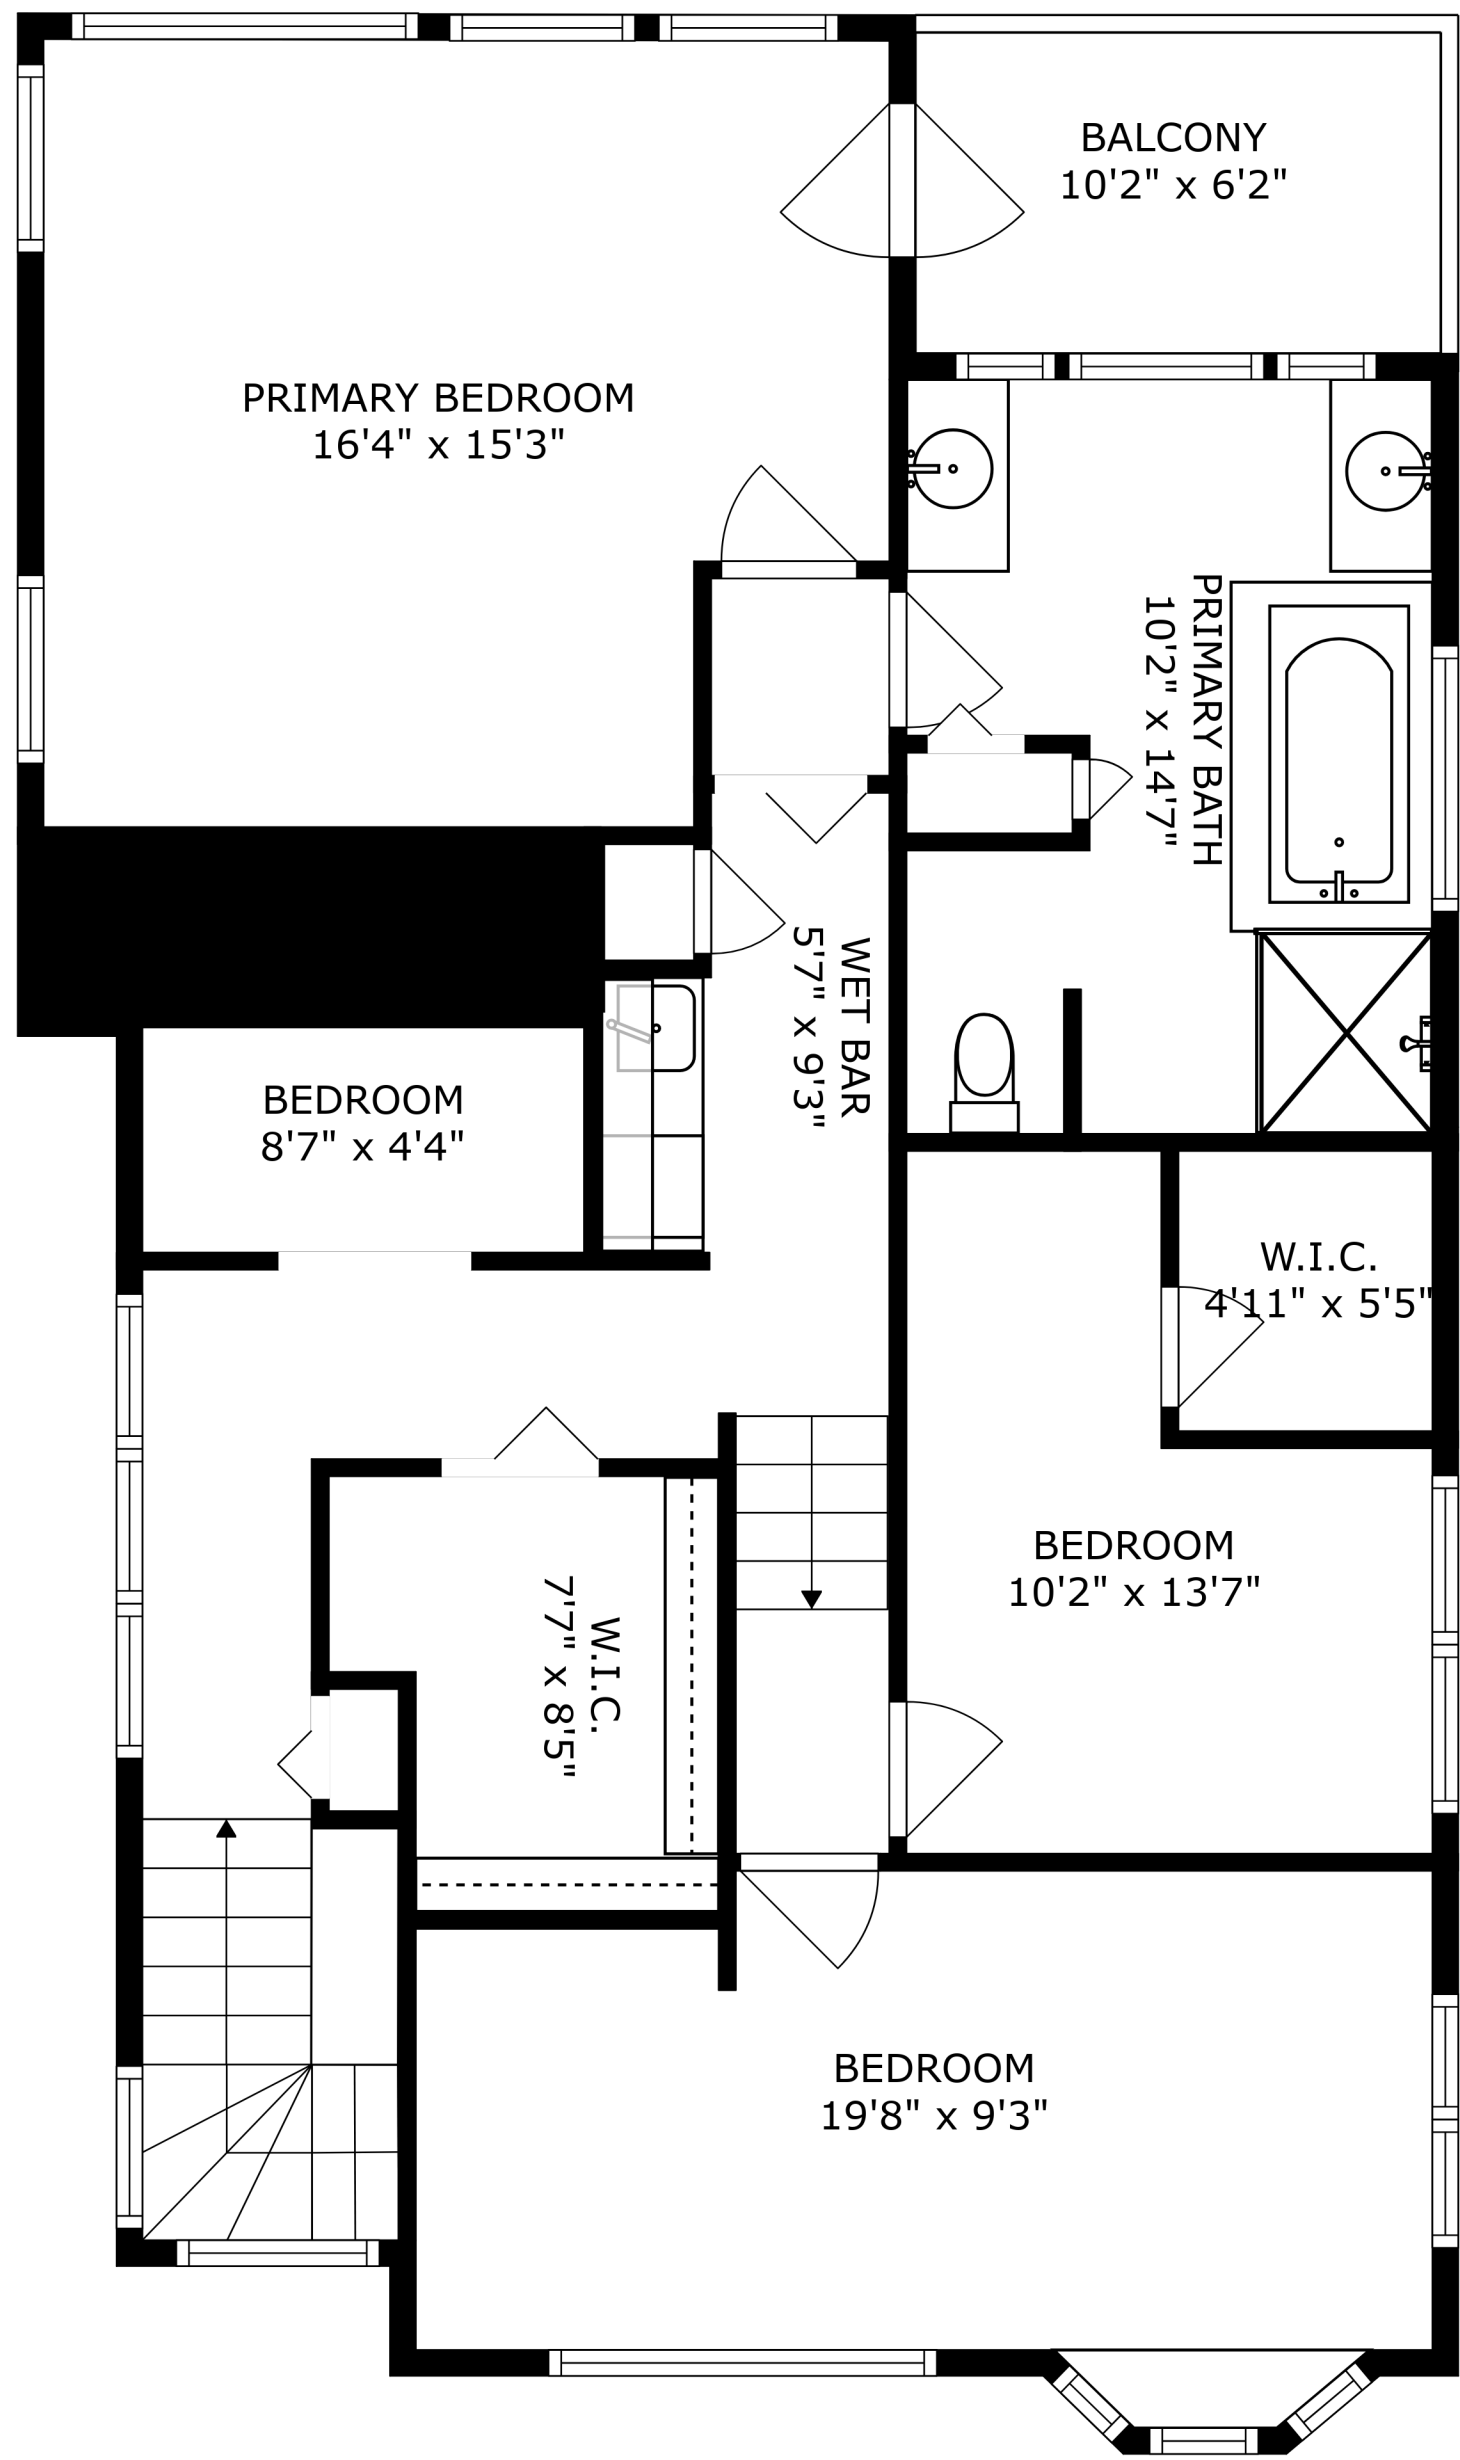 BALCONY
10'2" x 6'2"
PRIMARY BEDROOM
16'4" x 15'3"
PRIMARY BATH
10'2" x 14'7"
WET BAR
5'7" x 9'3"
BEDROOM
8'7" x 4'4"
W.I.C.
4'11" x 5'5"
BEDROOM
10'2" x 13'7"
W.I.C.
7'7" x 8'5"
BEDROOM
19'8" x 9'3"